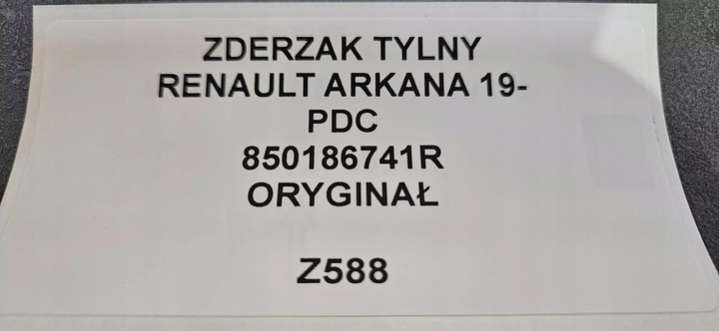 ZDERZAK TYLNY
RENAULT ARKANA 19-
PDC
850186741R
ORYGINAŁ
Z588